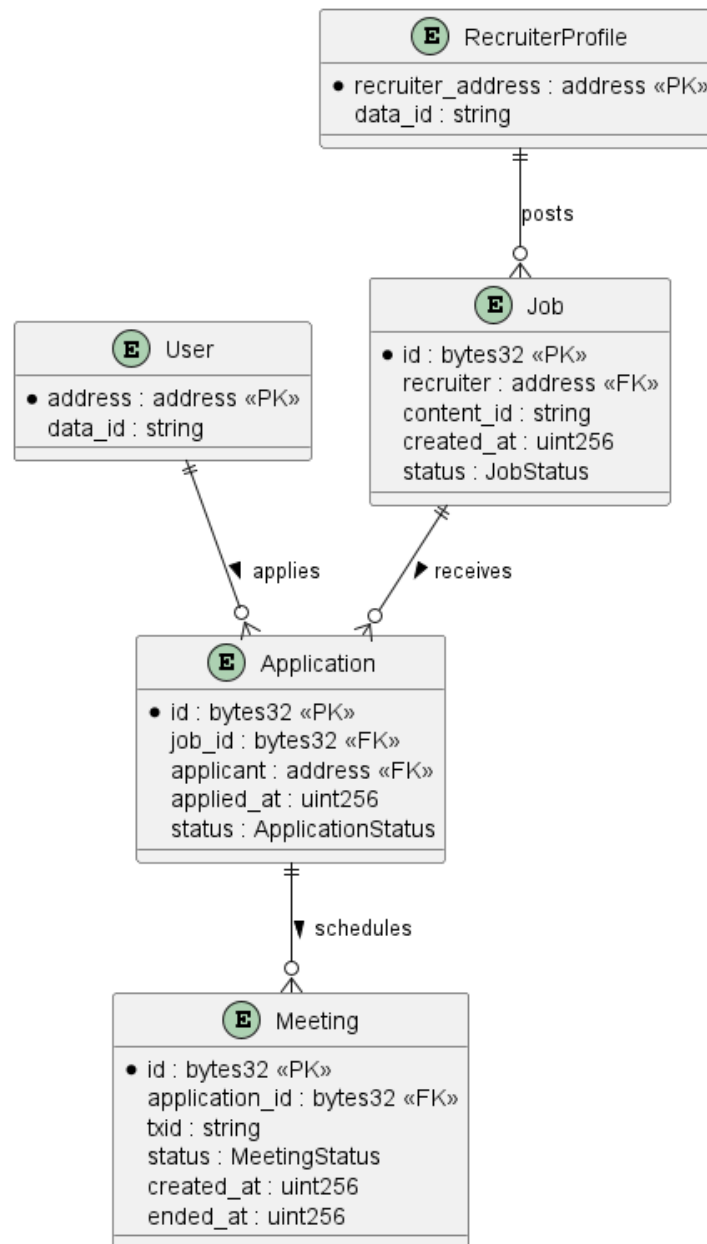 E RecruiterProfile
recruiter_address : address «PK»
data_id : string
posts
E Job
id : bytes32 «PK»
recruiter : address «FK»
content_id : string
created_at : uint256
status : JobStatus
E User
address : address «PK»
data_id : string
applies
receives
E Application
id : bytes32 «PK»
job_id : bytes32 «FK»
applicant : address «FK»
applied_at : uint256
status : ApplicationStatus
schedules
E Meeting
id : bytes32 «PK»
application_id : bytes32 «FK»
txid : string
status : MeetingStatus
created_at : uint256
ended_at : uint256